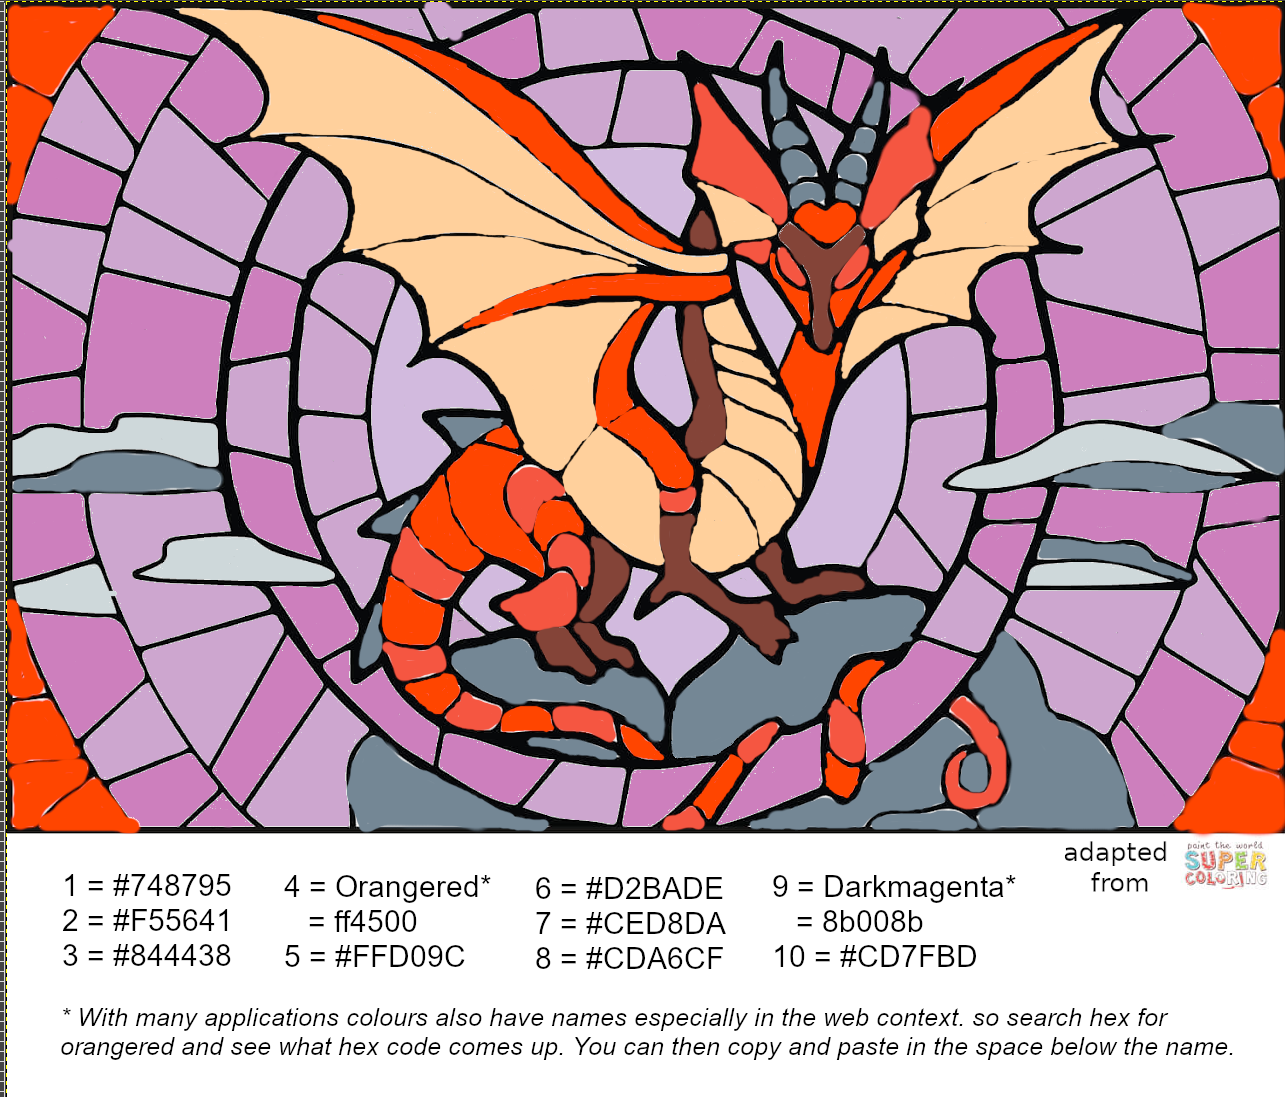 adapted
from
paint the world
SUPER
COLORING
1 = #748795
2 = #F55641
3 = #844438
4 = Orangered*
= ff4500
5 = #FFD09C
6 = #D2BADE
7 = #CED8DA
8 = #CDA6CF
9 = Darkmagenta*
= 8b008b
10 = #CD7FBD
* With many applications colours also have names especially in the web context. so search hex for
orangered and see what hex code comes up. You can then copy and paste in the space below the name.